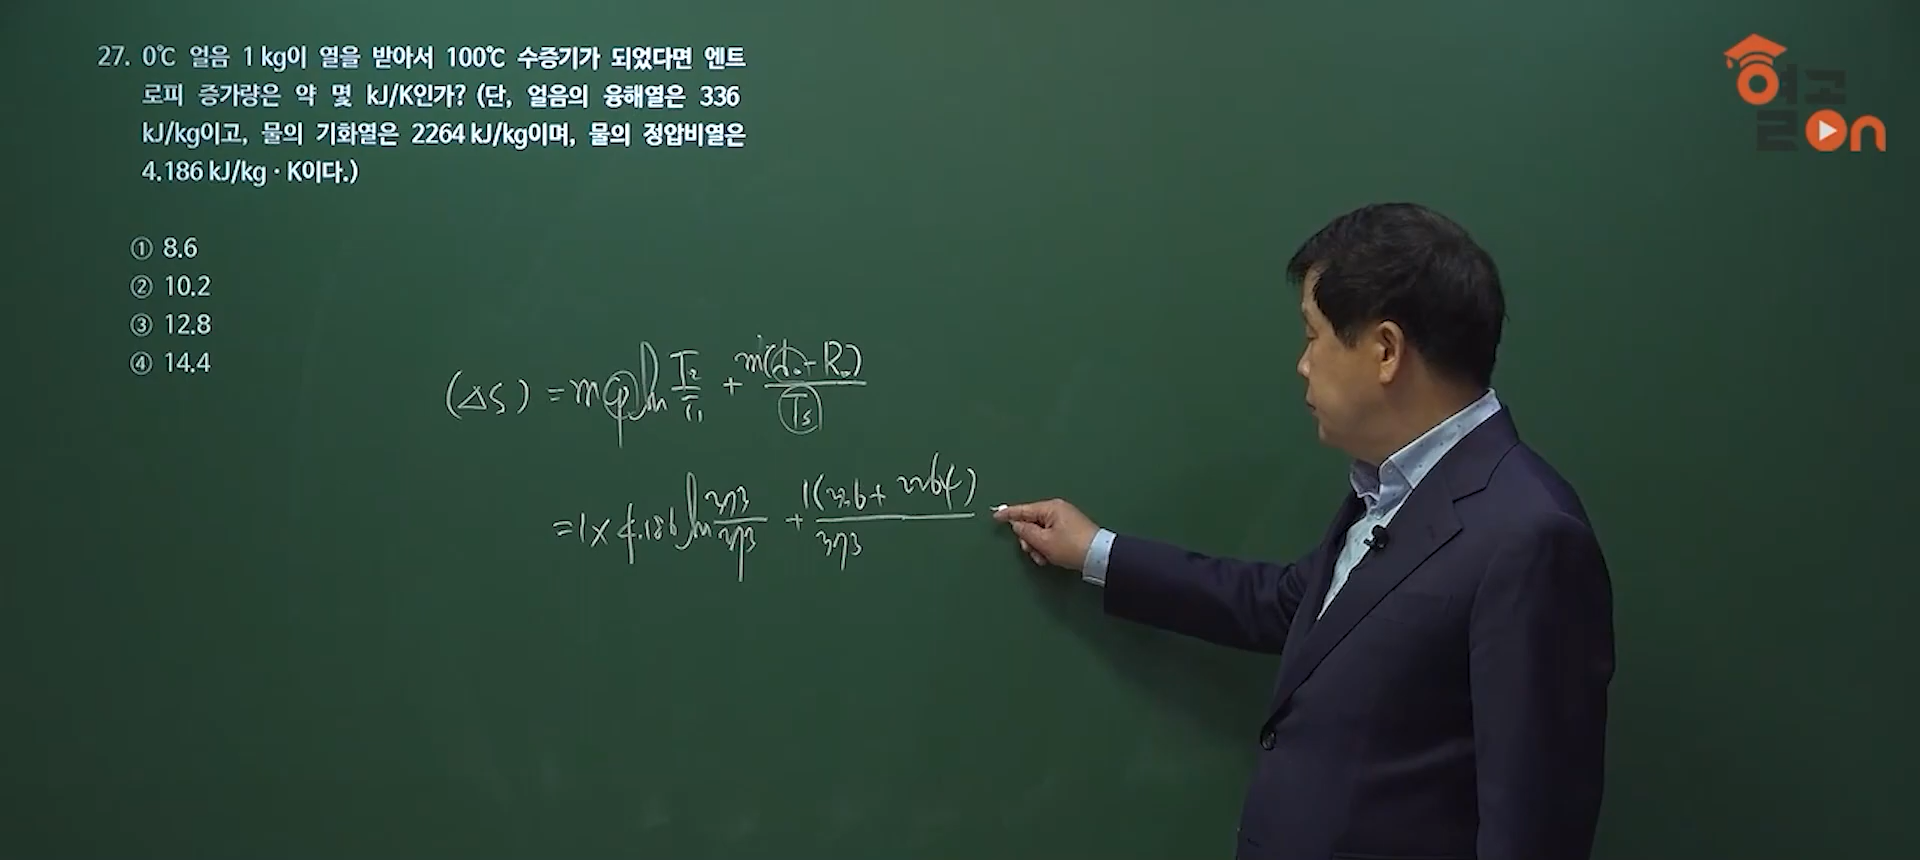 27. 0℃ 얼음 1 kg이 열을 받아서 100℃ 수증기가 되었다면 엔트
로피 증가량은 약 몇 kJ/K인가? (단, 얼음의 융해열은 336
kJ/kg이고, 물의 기화열은 2264 kJ/kg이며, 물의 정압비열은
4.186 kJ/kg · K이다.)
① 8.6
② 10.2
③ 12.8
④ 14.4
(ΔS) = m ln T₂/T₁ + m( )/Ts
= 1 × 4.186 ln 373/273 + 1( + 2264)/373
열고
On